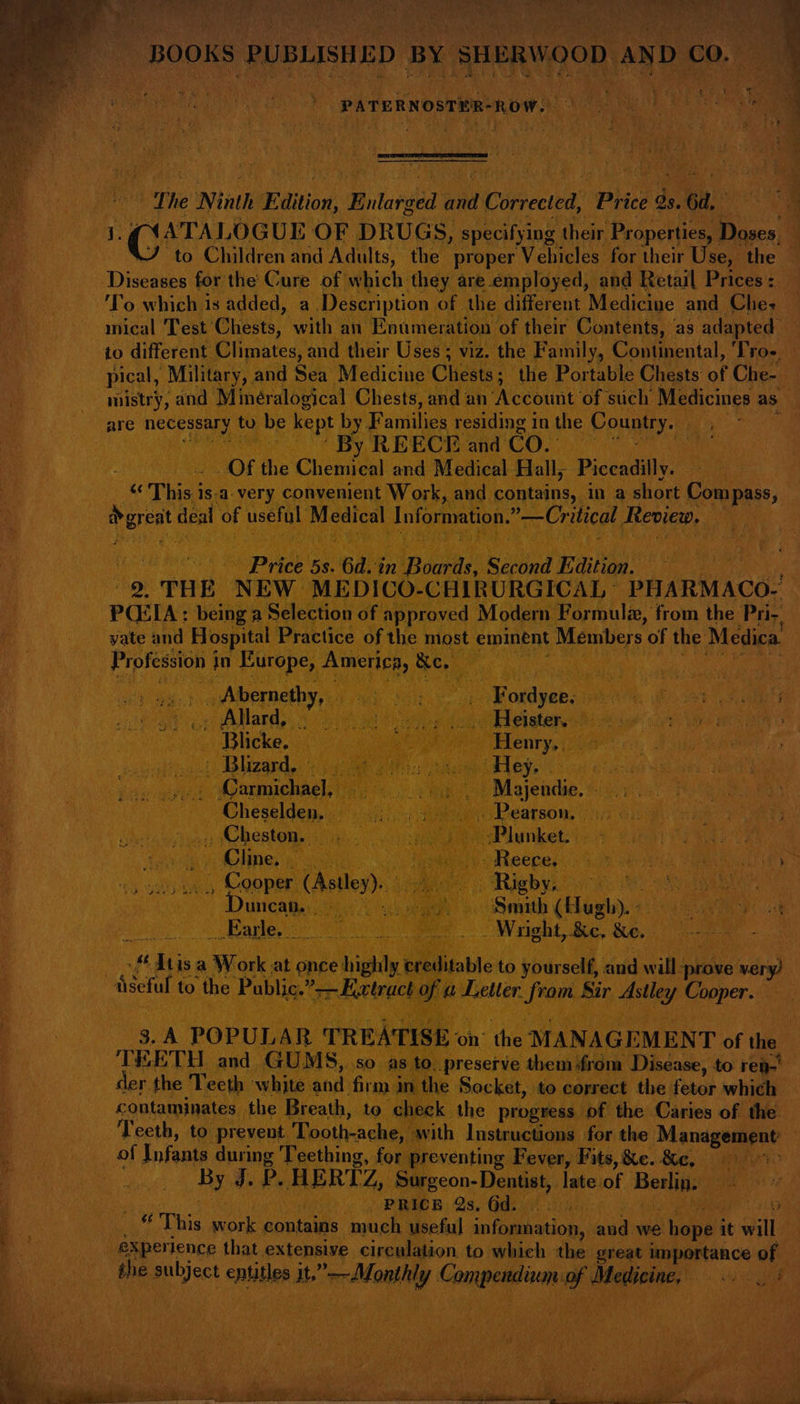 BOOKS PUBLISHED BY SHERWOOD AND CO.
PATERNOSTER-ROW.
The Ninth Edition, Enlarged and Corrected, Price 2s. 6d.
1. CATALOGUE OF DRUGS, specifying their Properties, Doses
to Children and Adults, the proper Vehicles for their Use, the
Diseases for the Cure of which they are employed, and Retail Prices:
To which is added, a Description of the different Medicine and Che-
mical Test Chests, with an Enumeration of their Contents, as adapted
to different Climates, and their Uses; viz. the Family, Continental, Tro-
pical, Military, and Sea Medicine Chests; the Portable Chests of Che-
mistry, and Minéralogical Chests, and an Account of such Medicines as
are necessary to be kept by Families residing in the Country.
By REECE and CO.
Of the Chemical and Medical Hall, Piccadilly.
“This is a very convenient Work, and contains, in a short Compass,
a great deal of useful Medical Information.”—Critical Review.
Price 5s. 6d. in Boards, Second Edition.
2. THE NEW MEDICO-CHIRURGICAL PHARMACO-
PŒIA: being a Selection of approved Modern Formulæ, from the Pri-
vate and Hospital Practice of the most eminent Members of the Medica
Profession in Europe, America, &c.
Abernethy, Fordyce.
Allard. Heister.
Blicke. Henry.
Blizard. Hey.
Carmichael. Majendie.
Cheselden. Pearson.
Cheston. Plunket.
Cline. Reece.
Cooper (Astley). Rigby.
Duncan. Smith (Hugh).
Earle. Wright, &c. &c.
“It is a Work at once highly creditable to yourself, and will prove very
useful to the Public.”—Extract of a Letter from Sir Astley Cooper.
3. A POPULAR TREATISE on the MANAGEMENT of the
TEETH and GUMS, so as to preserve them from Disease, to ren-
der the Teeth white and firm in the Socket, to correct the fetor which
contaminates the Breath, to check the progress of the Caries of the
Teeth, to prevent Tooth-ache, with Instructions for the Management
of Infants during Teething, for preventing Fever, Fits, &c. &c.
By J. P. HERTZ, Surgeon-Dentist, late of Berlin.
PRICE 2s. 6d.
“This work contains much useful information, and we hope it will
experience that extensive circulation to which the great importance of
the subject entitles it.”—Monthly Compendium of Medicine.